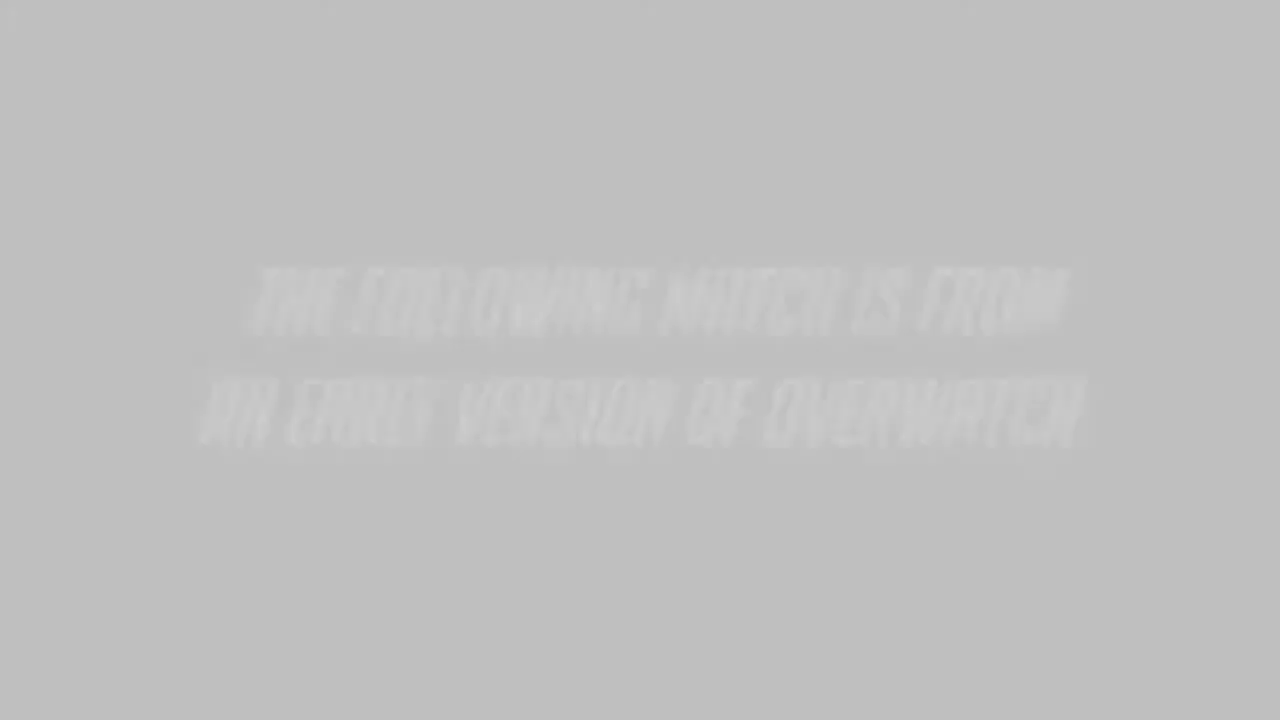 THE FOLLOWING MATCH IS FROM
AN EARLY VERSION OF OVERWATCH